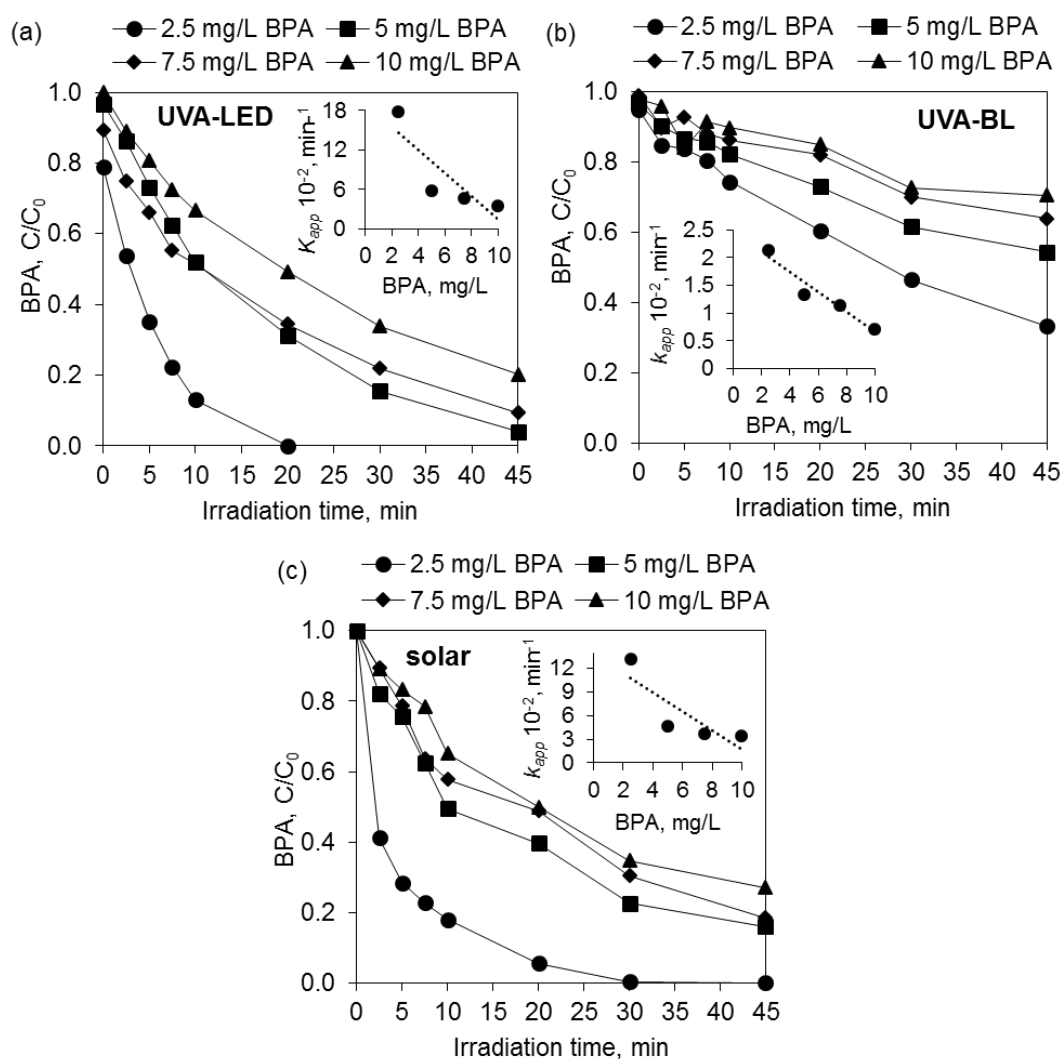 (a)
2.5 mg/L BPA 5 mg/L BPA
7.5 mg/L BPA 10 mg/L BPA
UVA-LED
BPA, C/C0
1.0
0.8
0.6
0.4
0.2
0.0
0 5 10 15 20 25 30 35 40 45
Irradiation time, min
Kapp 10-2, min-1
18
12
6
0
0 2 4 6 8 10
BPA, mg/L
(b)
2.5 mg/L BPA 5 mg/L BPA
7.5 mg/L BPA 10 mg/L BPA
UVA-BL
BPA, C/C0
1.0
0.8
0.6
0.4
0.2
0.0
0 5 10 15 20 25 30 35 40 45
Irradiation time, min
kapp 10-2, min-1
2.5
2
1.5
1
0.5
0
0 2 4 6 8 10
BPA, mg/L
(c)
2.5 mg/L BPA 5 mg/L BPA
7.5 mg/L BPA 10 mg/L BPA
solar
BPA, C/C0
1.0
0.8
0.6
0.4
0.2
0.0
0 5 10 15 20 25 30 35 40 45
Irradiation time, min
kapp 10-2, min-1
12
9
6
3
0
0 2 4 6 8 10
BPA, mg/L